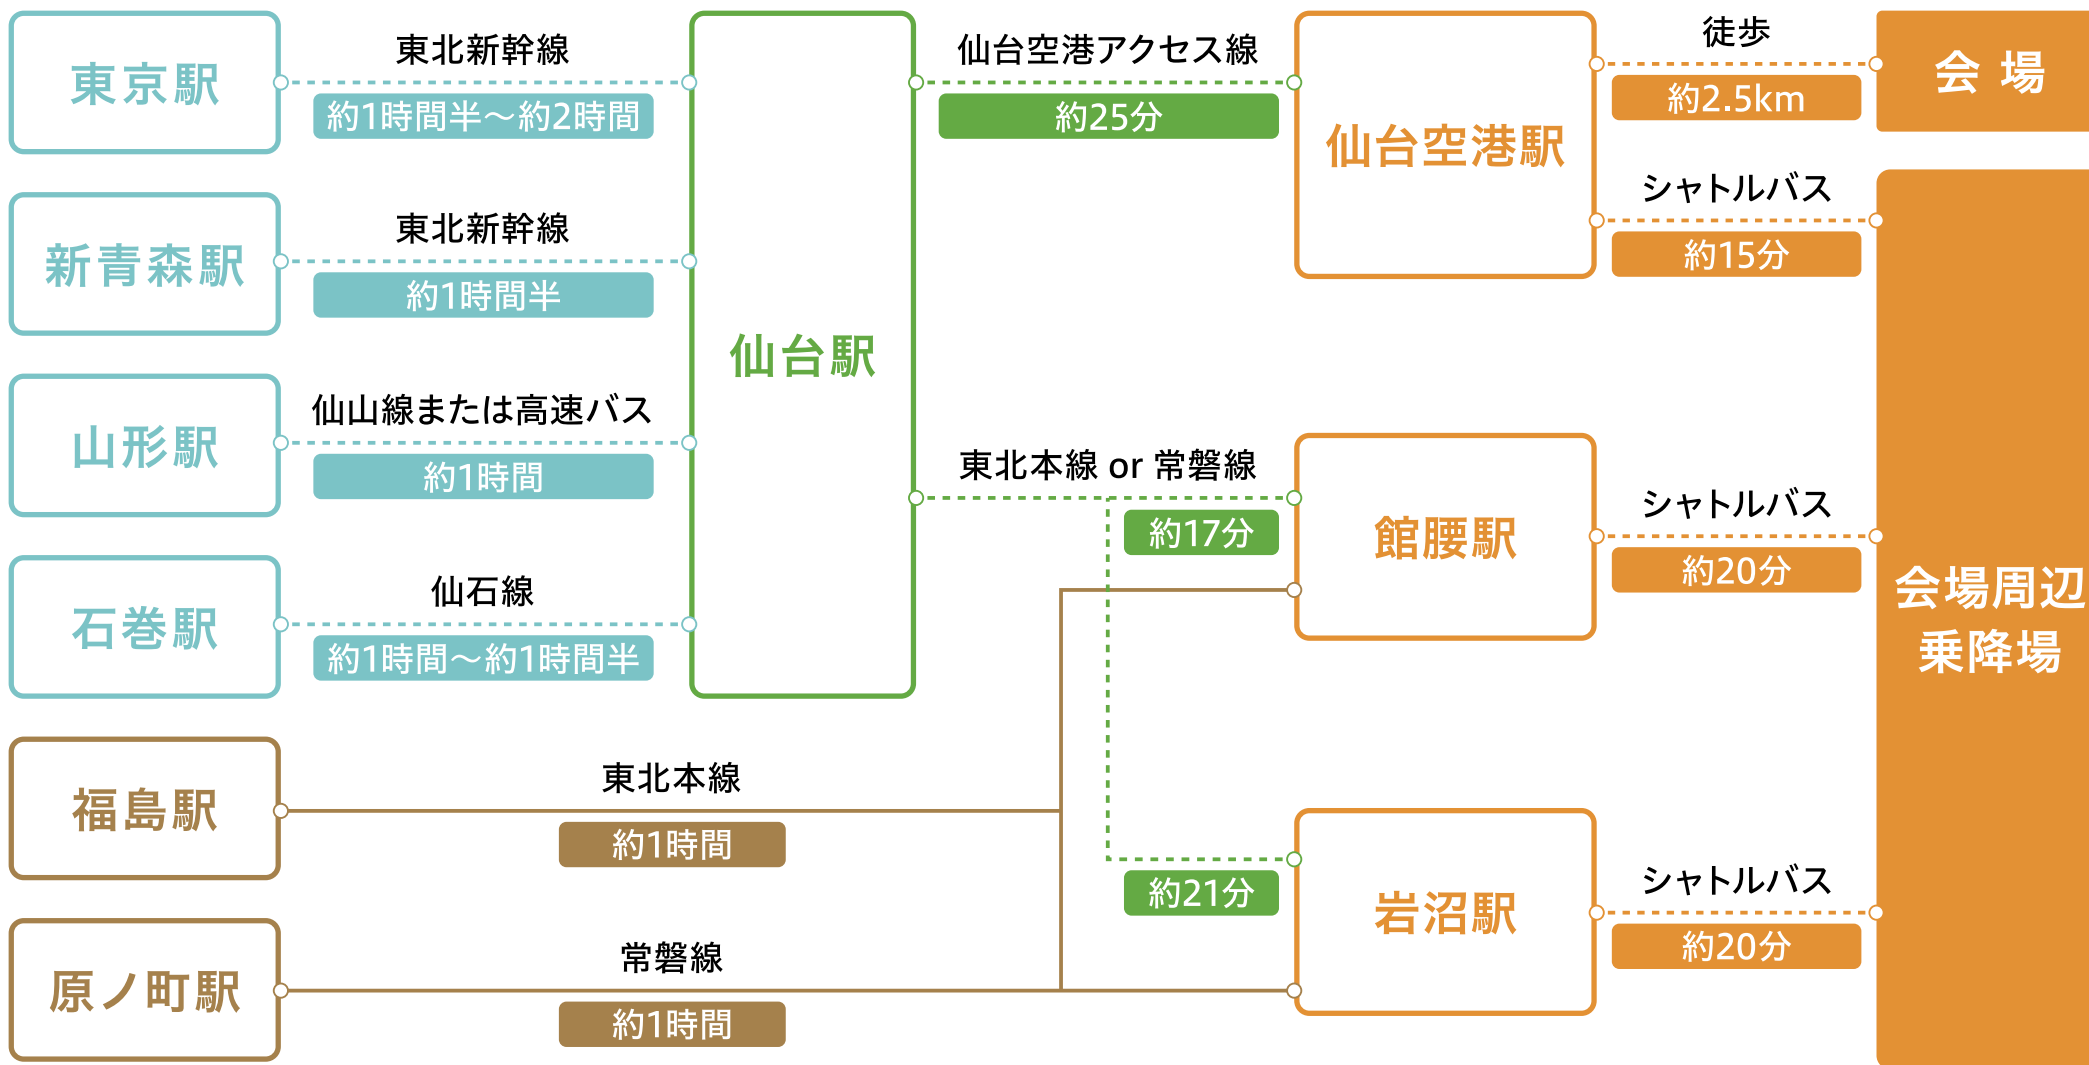 東京駅
東北新幹線
約1時間半〜約2時間
新青森駅
東北新幹線
約1時間半
山形駅
仙山線または高速バス
約1時間
石巻駅
仙石線
約1時間〜約1時間半
仙台駅
仙台空港アクセス線
約25分
仙台空港駅
徒歩
約2.5km
会 場
シャトルバス
約15分
東北本線 or 常磐線
約17分
館腰駅
シャトルバス
約20分
会場周辺
乗降場
福島駅
東北本線
約1時間
約21分
岩沼駅
シャトルバス
約20分
原ノ町駅
常磐線
約1時間